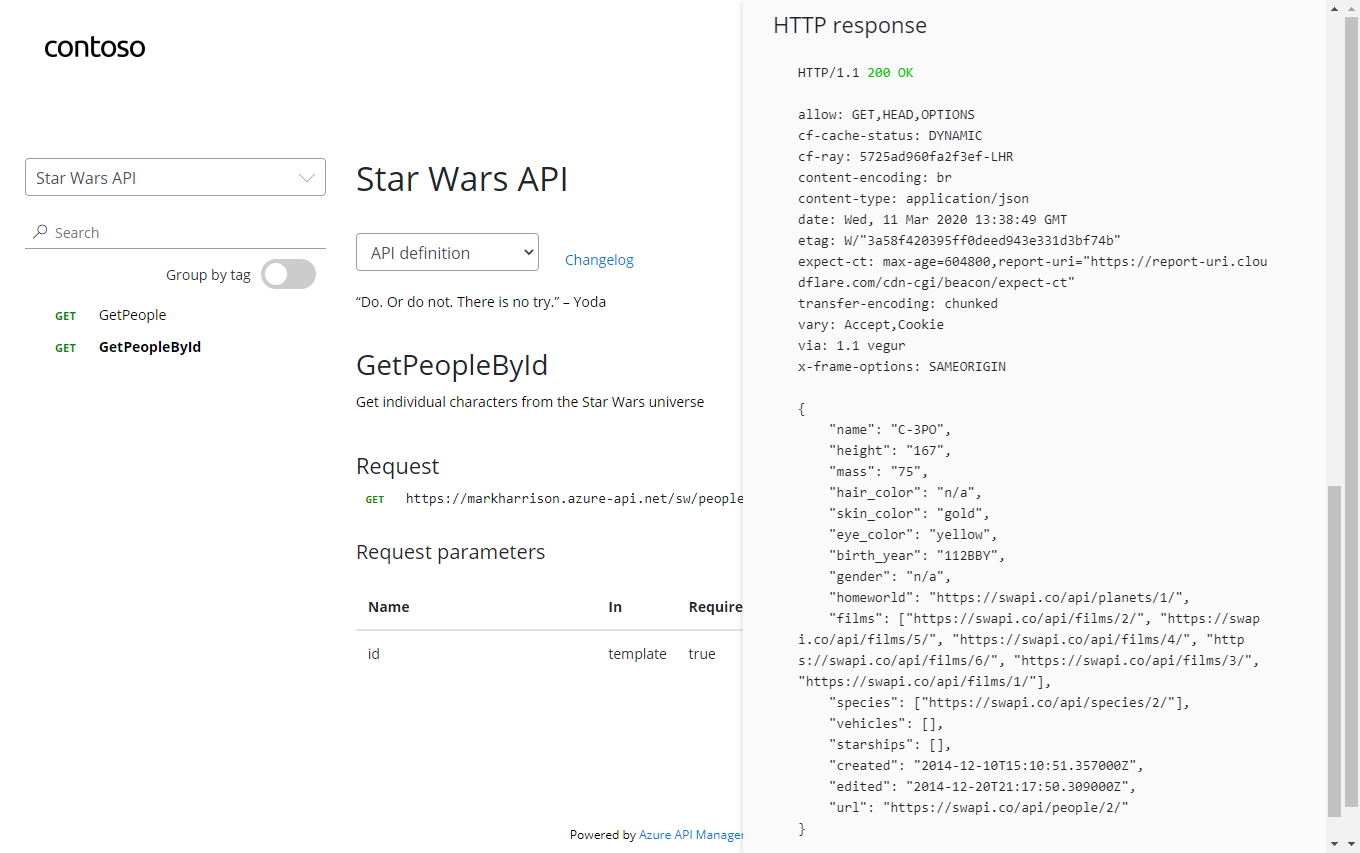 contoso
Star Wars API
Search
Group by tag
GET GetPeople
GET GetPeopleById
Star Wars API
API definition
Changelog
“Do. Or do not. There is no try.” – Yoda
GetPeopleById
Get individual characters from the Star Wars universe
Request
GET https://markharrison.azure-api.net/sw/people
Request parameters
Name In Require
id template true
Powered by Azure API Manager
HTTP response
HTTP/1.1 200 OK
allow: GET,HEAD,OPTIONS
cf-cache-status: DYNAMIC
cf-ray: 5725ad960fa2f3ef-LHR
content-encoding: br
content-type: application/json
date: Wed, 11 Mar 2020 13:38:49 GMT
etag: W/"3a58f420395ff0deed943e331d3bf74b"
expect-ct: max-age=604800,report-uri="https://report-uri.clou
dflare.com/cdn-cgi/beacon/expect-ct"
transfer-encoding: chunked
vary: Accept,Cookie
via: 1.1 vegur
x-frame-options: SAMEORIGIN
{
"name": "C-3PO",
"height": "167",
"mass": "75",
"hair_color": "n/a",
"skin_color": "gold",
"eye_color": "yellow",
"birth_year": "112BBY",
"gender": "n/a",
"homeworld": "https://swapi.co/api/planets/1/",
"films": ["https://swapi.co/api/films/2/", "https://swap
i.co/api/films/5/", "https://swapi.co/api/films/4/", "http
s://swapi.co/api/films/6/", "https://swapi.co/api/films/3/",
"https://swapi.co/api/films/1/"],
"species": ["https://swapi.co/api/species/2/"],
"vehicles": [],
"starships": [],
"created": "2014-12-10T15:10:51.357000Z",
"edited": "2014-12-20T21:17:50.309000Z",
"url": "https://swapi.co/api/people/2/"
}